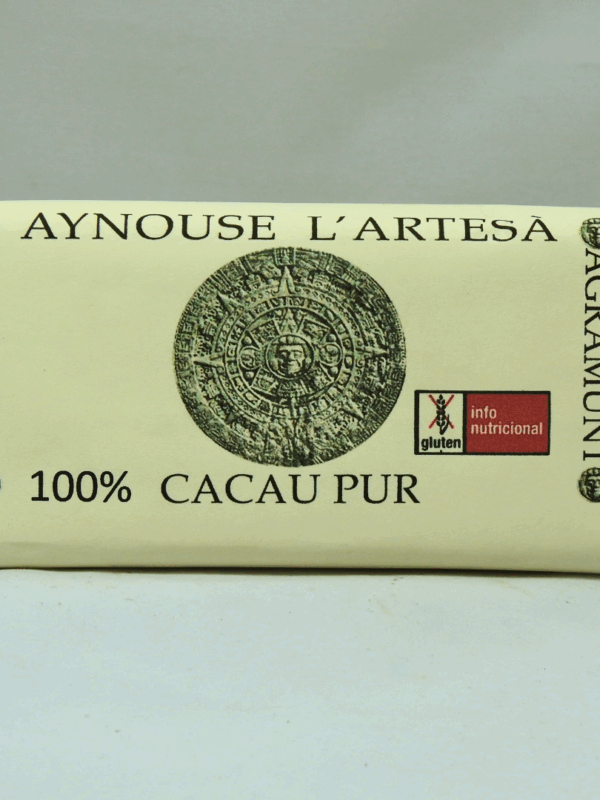 AYNOUSE L´ARTESÀ
AGRAMUNT
info
nutricional
gluten
100% CACAU PUR